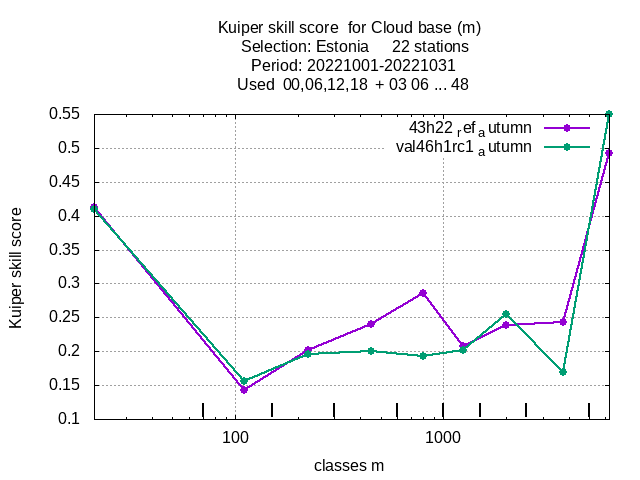 Kuiper skill score  for Cloud base (m)
Selection: Estonia     22 stations
Period: 20221001-20221031
Used  00,06,12,18  + 03 06 ... 48
43h22_ref_autumn
val46h1rc1_autumn
0.55
0.5
0.45
0.4
0.35
0.3
0.25
0.2
0.15
0.1
Kuiper skill score
100
1000
classes m